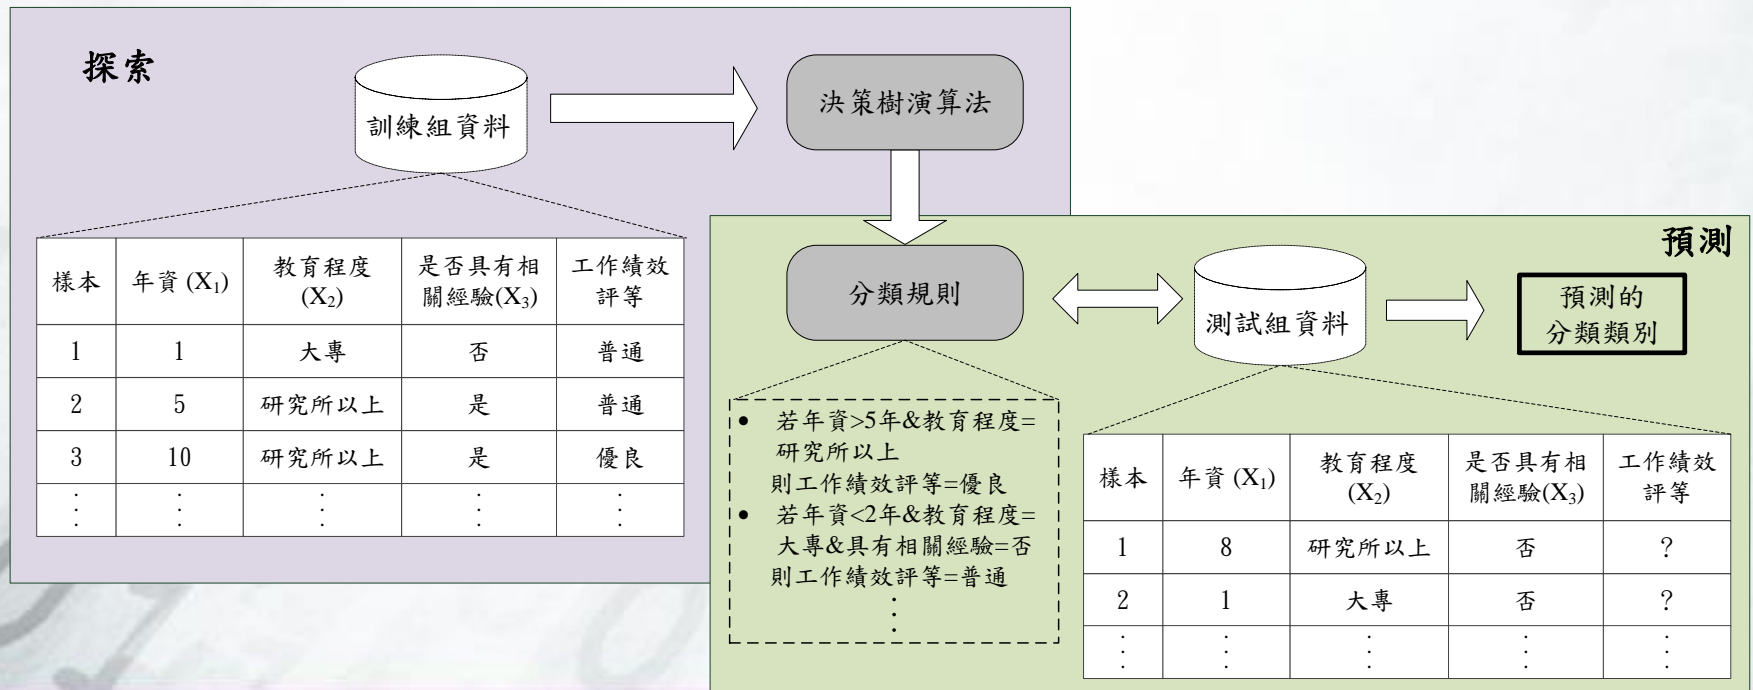 探索
訓練組資料
決策樹演算法
樣本 年資 (X₁) 教育程度 (X₂) 是否具有相關經驗(X₃) 工作績效評等
1 1 大專 否 普通
2 5 研究所以上 是 普通
3 10 研究所以上 是 優良
⋮ ⋮ ⋮ ⋮ ⋮
預測
分類規則
測試組資料
預測的
分類類別
• 若年資>5年&教育程度=
研究所以上
則工作績效評等=優良
• 若年資<2年&教育程度=
大專&具有相關經驗=否
則工作績效評等=普通
⋮
樣本 年資 (X₁) 教育程度 (X₂) 是否具有相關經驗(X₃) 工作績效評等
1 8 研究所以上 否 ?
2 1 大專 否 ?
⋮ ⋮ ⋮ ⋮ ⋮